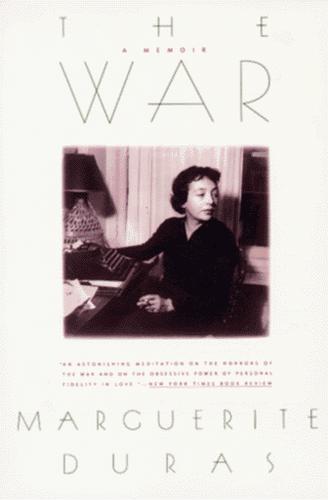 THE
A MEMOIR
WAR
"AN ASTONISHING MEDITATION ON THE HORRORS OF
THE WAR AND ON THE OBSESSIVE POWER OF PERSONAL
FIDELITY IN LOVE."—NEW YORK TIMES BOOK REVIEW
MARGUERITE
DURAS